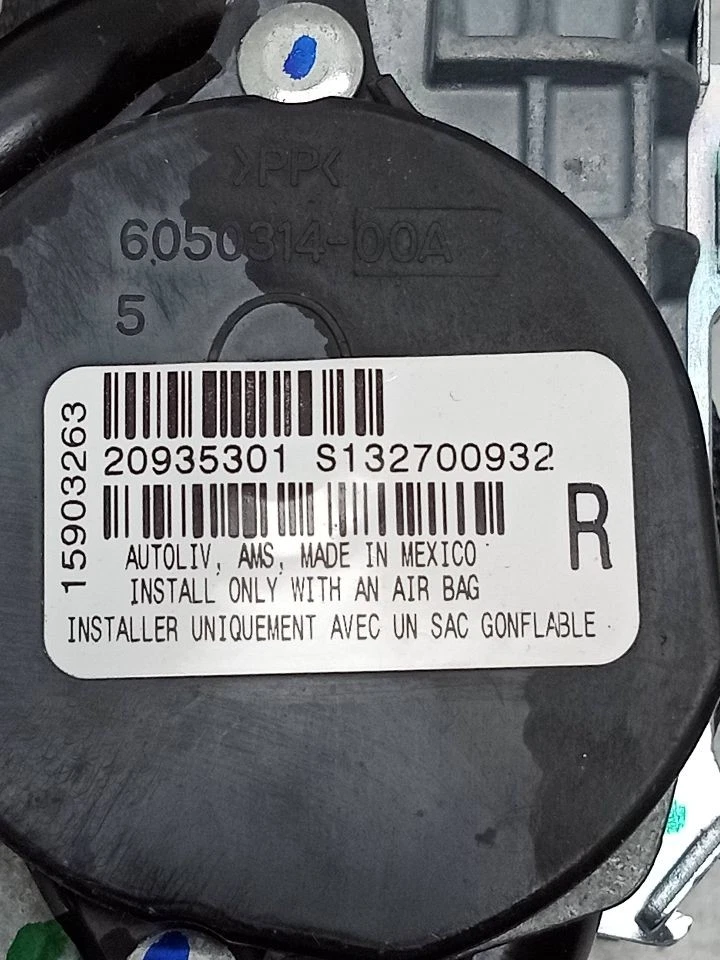 >PP<
6050314-00A
5
15903263
20935301 S132700932
R
AUTOLIV, AMS, MADE IN MEXICO
INSTALL ONLY WITH AN AIR BAG
INSTALLER UNIQUEMENT AVEC UN SAC GONFLABLE